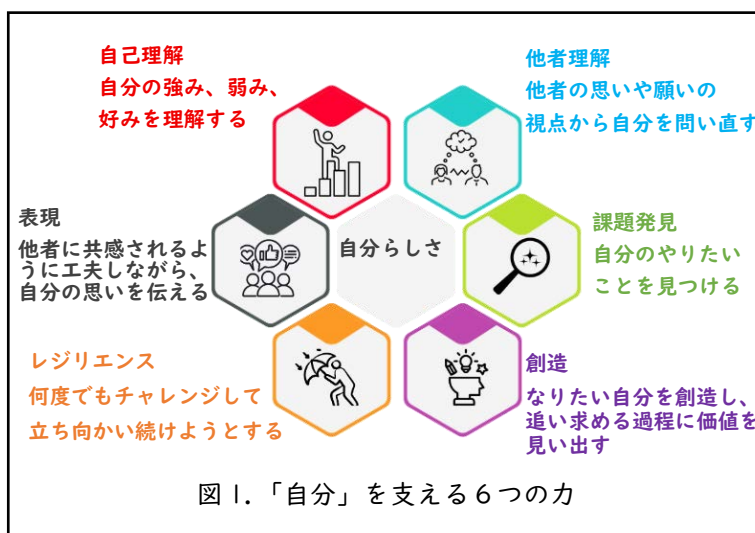 自己理解
自分の強み、弱み、
好みを理解する
他者理解
他者の思いや願いの
視点から自分を問い直す
表現
他者に共感されるよ
うに工夫しながら、
自分の思いを伝える
自分らしさ
課題発見
自分のやりたい
ことを見つける
レジリエンス
何度でもチャレンジして
立ち向かい続けようとする
創造
なりたい自分を創造し、
追い求める過程に価値を
見い出す
図1.「自分」を支える6つの力